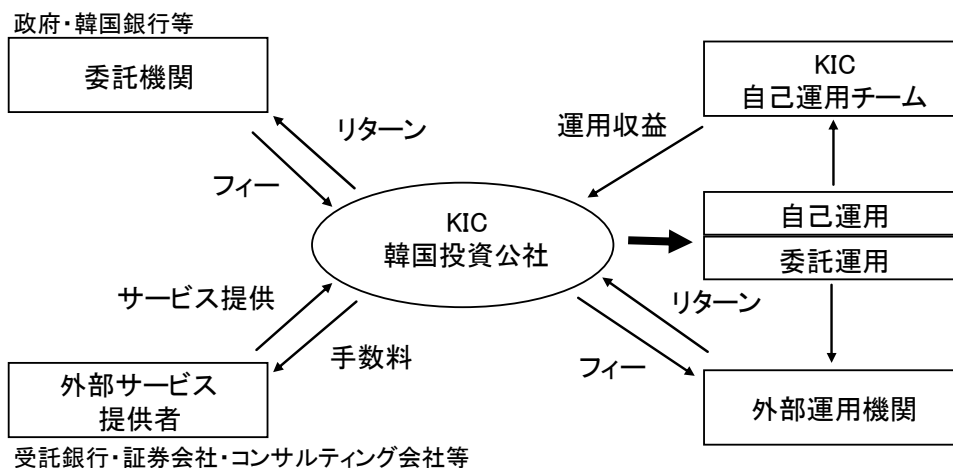 政府・韓国銀行等
委託機関
KIC
自己運用チーム
リターン
運用収益
フィー
KIC
韓国投資公社
自己運用
委託運用
サービス提供
リターン
手数料
フィー
外部サービス
提供者
外部運用機関
受託銀行・証券会社・コンサルティング会社等